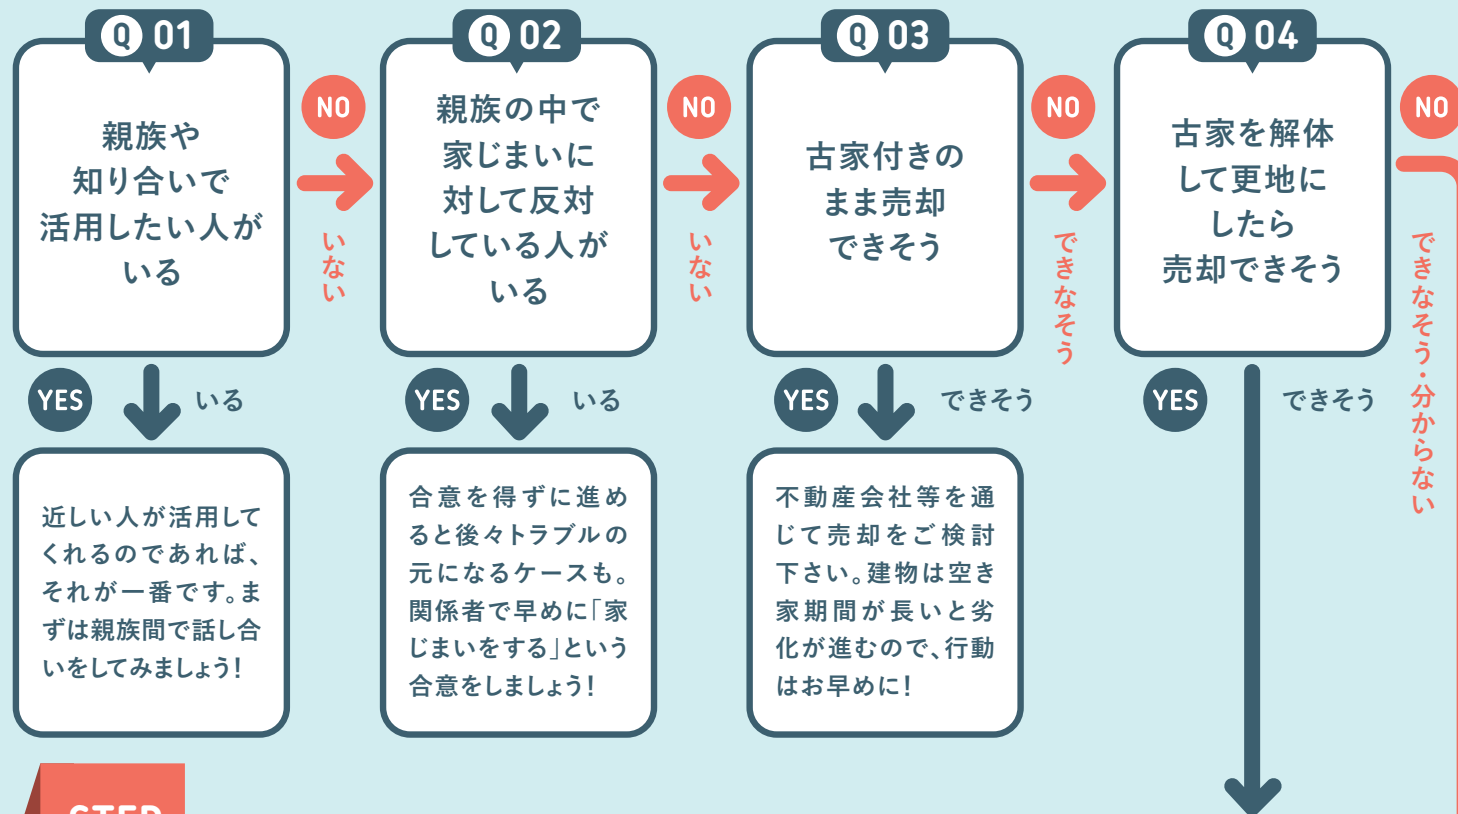 Q 01
親族や
知り合いで
活用したい人が
いる
NO
いない
YES
いる
近しい人が活用して
くれるのであれば、
それが一番です。ま
ずは親族間で話し合
いをしてみましょう!
Q 02
親族の中で
家じまいに
対して反対
している人が
いる
NO
いない
YES
いる
合意を得ずに進め
ると後々トラブルの
元になるケースも。
関係者で早めに「家
じまいをする」という
合意をしましょう!
Q 03
古家付きの
まま売却
できそう
NO
できなそう
YES
できそう
不動産会社等を通
じて売却をご検討
下さい。建物は空き
家期間が長いと劣
化が進むので、行動
はお早めに!
Q 04
古家を解体
して更地に
したら
売却できそう
NO
できなそう・分からない
YES
できそう
STEP